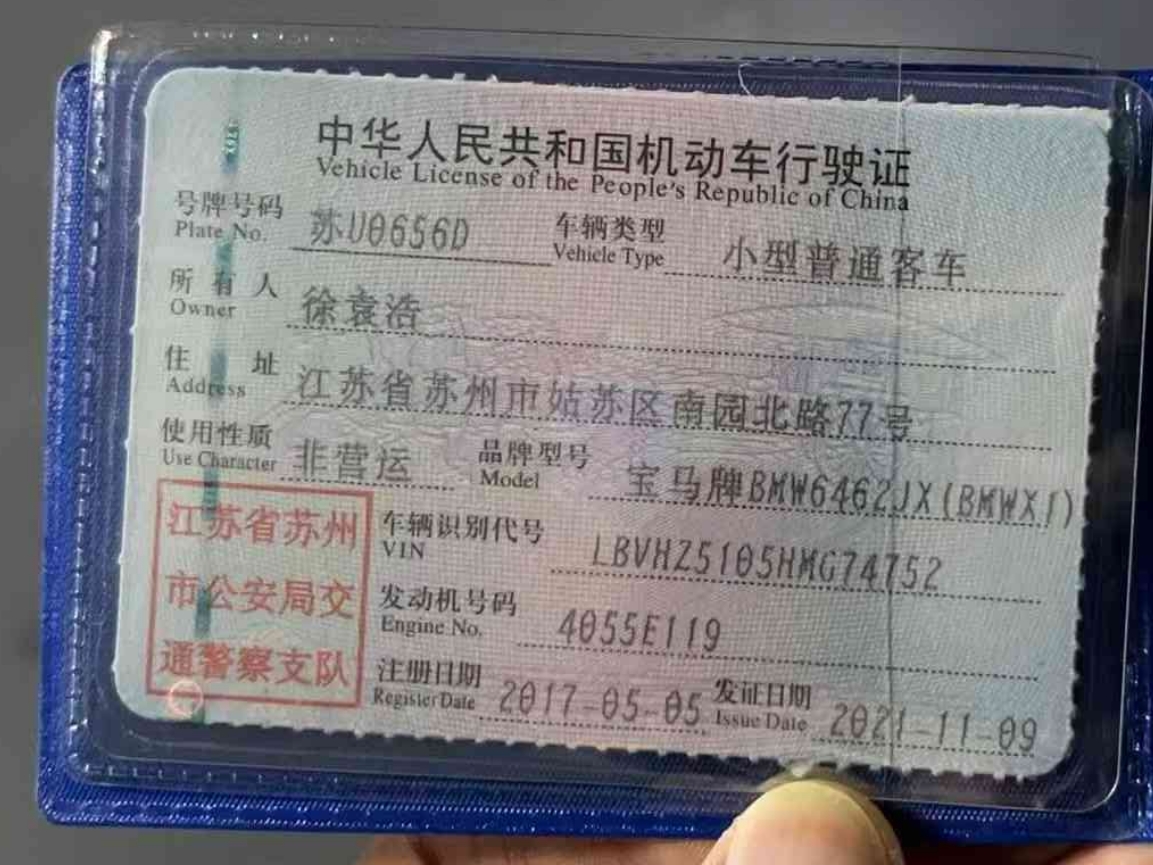 中华人民共和国机动车行驶证
Vehicle License of the People's Republic of China
号牌号码 苏U0656D 车辆类型 小型普通客车
Plate No. Vehicle Type
所有人 徐袁浩
Owner
住址 江苏省苏州市姑苏区南园北路77号
Address
使用性质 非营运 品牌型号 宝马牌BMW6462JX(BMWX1)
Use Character Model
江苏省苏州
市公安局交
通警察支队
车辆识别代号 LBVHZ5105HMG74752
VIN
发动机号码 4055E119
Engine No.
注册日期 2017-05-05 发证日期 2021-11-09
Register Date Issue Date